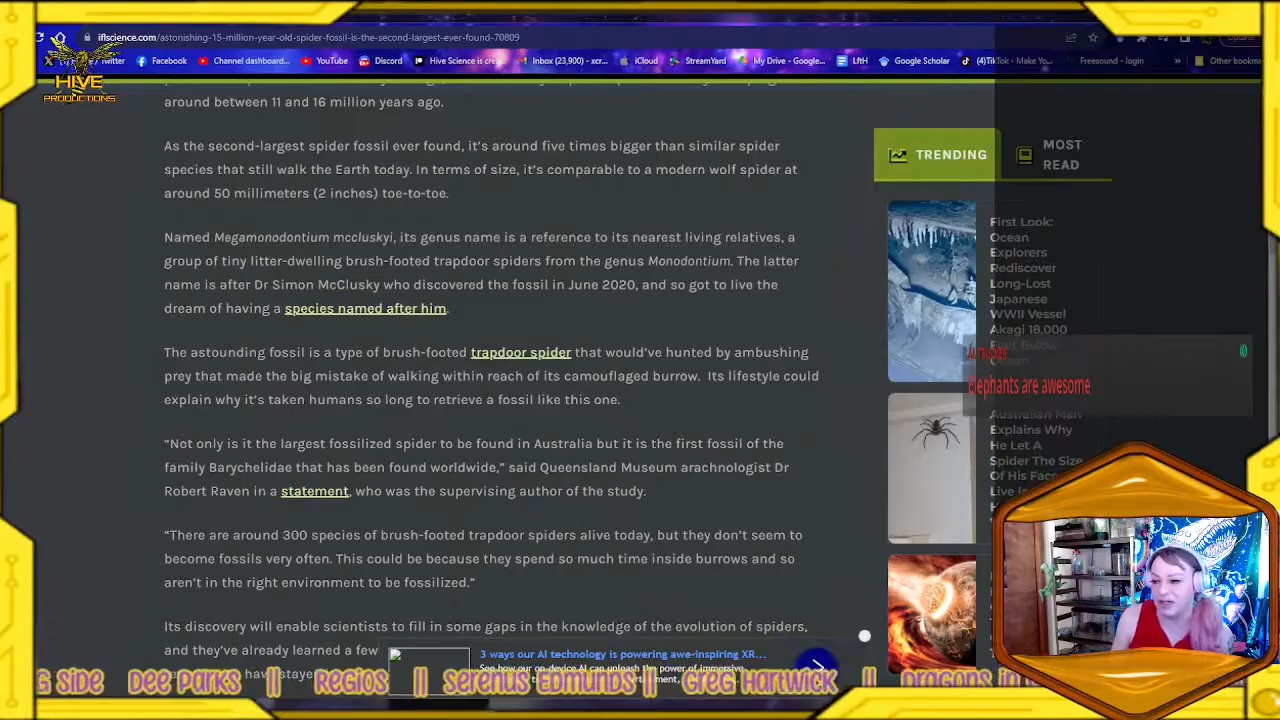 iflscience.com/astonishing-15-million-year-old-spider-fossil-is-the-second-largest-ever-found-70809
Twitter Facebook Channel dashboard... YouTube Discord Hive Science is cre... Inbox (23,900) - xcr... iCloud StreamYard My Drive - Google... LftH Google Scholar (4)TikTok - Make Yo... Freesound - login » Other bookma
HIVE
PRODUCTIONS
around between 11 and 16 million years ago.
As the second-largest spider fossil ever found, it's around five times bigger than similar spider
species that still walk the Earth today. In terms of size, it's comparable to a modern wolf spider at
around 50 millimeters (2 inches) toe-to-toe.
Named Megamonodontium mccluskyi, its genus name is a reference to its nearest living relatives, a
group of tiny litter-dwelling brush-footed trapdoor spiders from the genus Monodontium. The latter
name is after Dr Simon McClusky who discovered the fossil in June 2020, and so got to live the
dream of having a species named after him.
The astounding fossil is a type of brush-footed trapdoor spider that would've hunted by ambushing
prey that made the big mistake of walking within reach of its camouflaged burrow. Its lifestyle could
explain why it's taken humans so long to retrieve a fossil like this one.
“Not only is it the largest fossilized spider to be found in Australia but it is the first fossil of the
family Barychelidae that has been found worldwide,” said Queensland Museum arachnologist Dr
Robert Raven in a statement, who was the supervising author of the study.
“There are around 300 species of brush-footed trapdoor spiders alive today, but they don't seem to
become fossils very often. This could be because they spend so much time inside burrows and so
aren't in the right environment to be fossilized.”
Its discovery will enable scientists to fill in some gaps in the knowledge of the evolution of spiders,
and they've already learned a few
TRENDING
MOST
READ
First Look:
Ocean
Explorers
Rediscover
Long-Lost
Japanese
WWII Vessel
Akagi 18,000
Feet Below
Ocean
elephants are awesome
Australian Man
Explains Why
He Let A
Spider The Size
Of His Face
Live In
3 ways our AI technology is powering awe-inspiring XR...
See how our on-device AI can unleash the power of immersive
G SIDE DEE PARKS || REGIOS || SERENUS EDMUNDS || GREG HARTWICK || DRAGONS IN